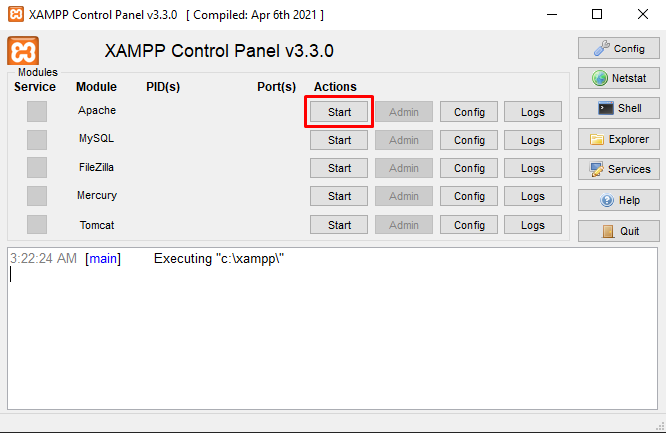 XAMPP Control Panel v3.3.0 [ Compiled: Apr 6th 2021 ]
XAMPP Control Panel v3.3.0
Config
Modules
Service Module PID(s) Port(s) Actions
Netstat
Apache Start Admin Config Logs
Shell
MySQL Start Admin Config Logs
Explorer
FileZilla Start Admin Config Logs
Services
Mercury Start Admin Config Logs
Help
Tomcat Start Admin Config Logs
Quit
3:22:24 AM [main] Executing "c:\xampp\"